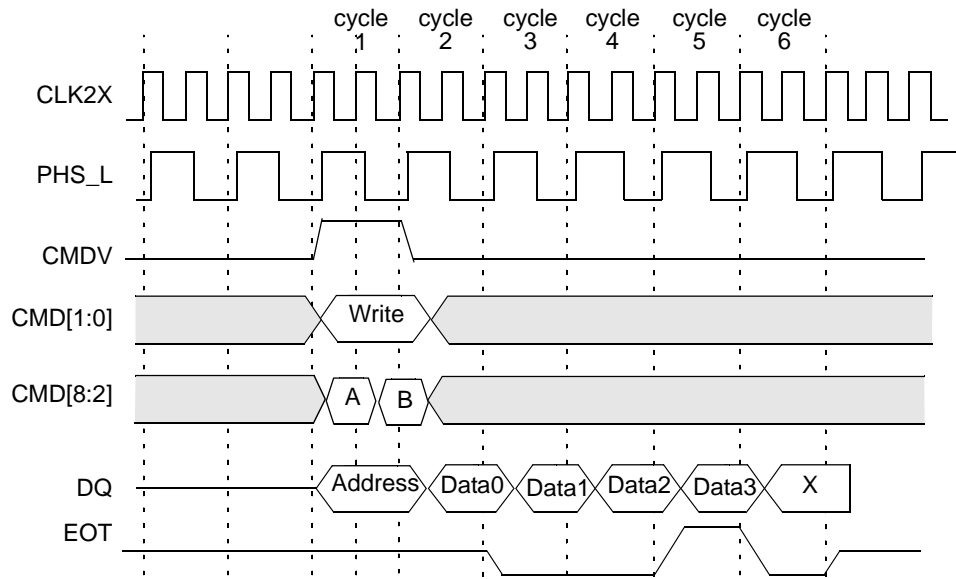 cycle cycle cycle cycle cycle cycle
1 2 3 4 5 6
CLK2X
PHS_L
CMDV
CMD[1:0] Write
CMD[8:2] A B
DQ Address Data0 Data1 Data2 Data3 X
EOT